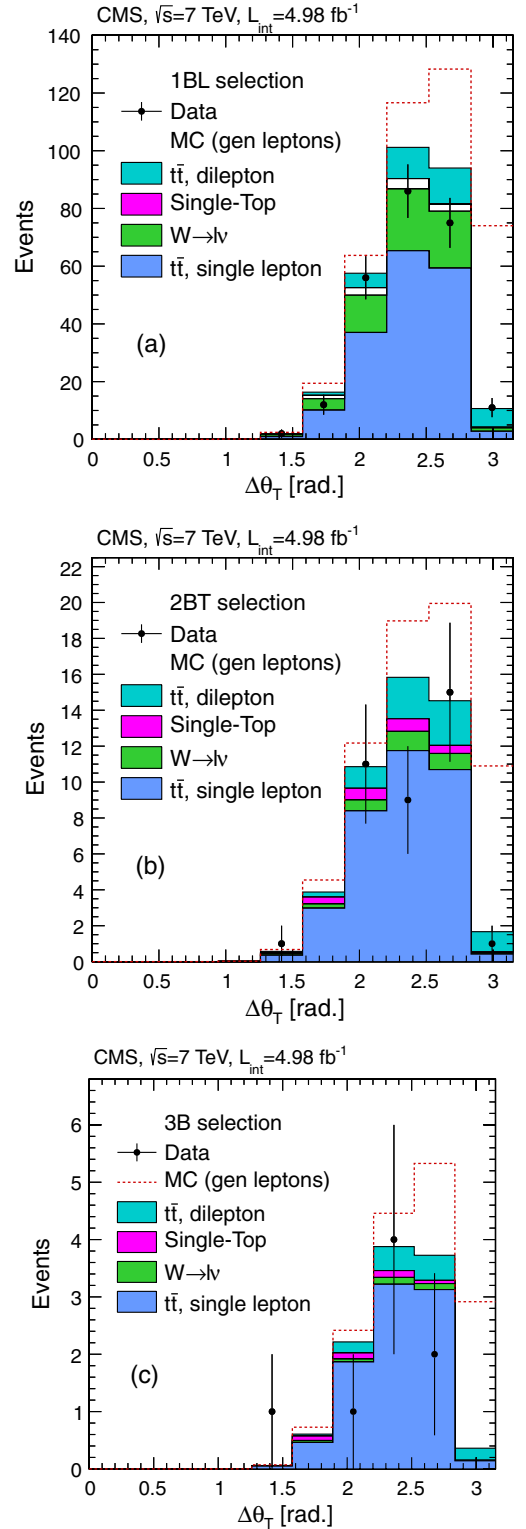 CMS, √s=7 TeV, L_int=4.98 fb⁻¹
140
120
100
80
60
40
20
0
Events
1BL selection
Data
MC (gen leptons)
tt̄, dilepton
Single-Top
W→lν
tt̄, single lepton
(a)
0 0.5 1 1.5 2 2.5 3
Δθ_T [rad.]
CMS, √s=7 TeV, L_int=4.98 fb⁻¹
22
20
18
16
14
12
10
8
6
4
2
0
Events
2BT selection
Data
MC (gen leptons)
tt̄, dilepton
Single-Top
W→lν
tt̄, single lepton
(b)
0 0.5 1 1.5 2 2.5 3
Δθ_T [rad.]
CMS, √s=7 TeV, L_int=4.98 fb⁻¹
6
5
4
3
2
1
0
Events
3B selection
Data
MC (gen leptons)
tt̄, dilepton
Single-Top
W→lν
tt̄, single lepton
(c)
0 0.5 1 1.5 2 2.5 3
Δθ_T [rad.]